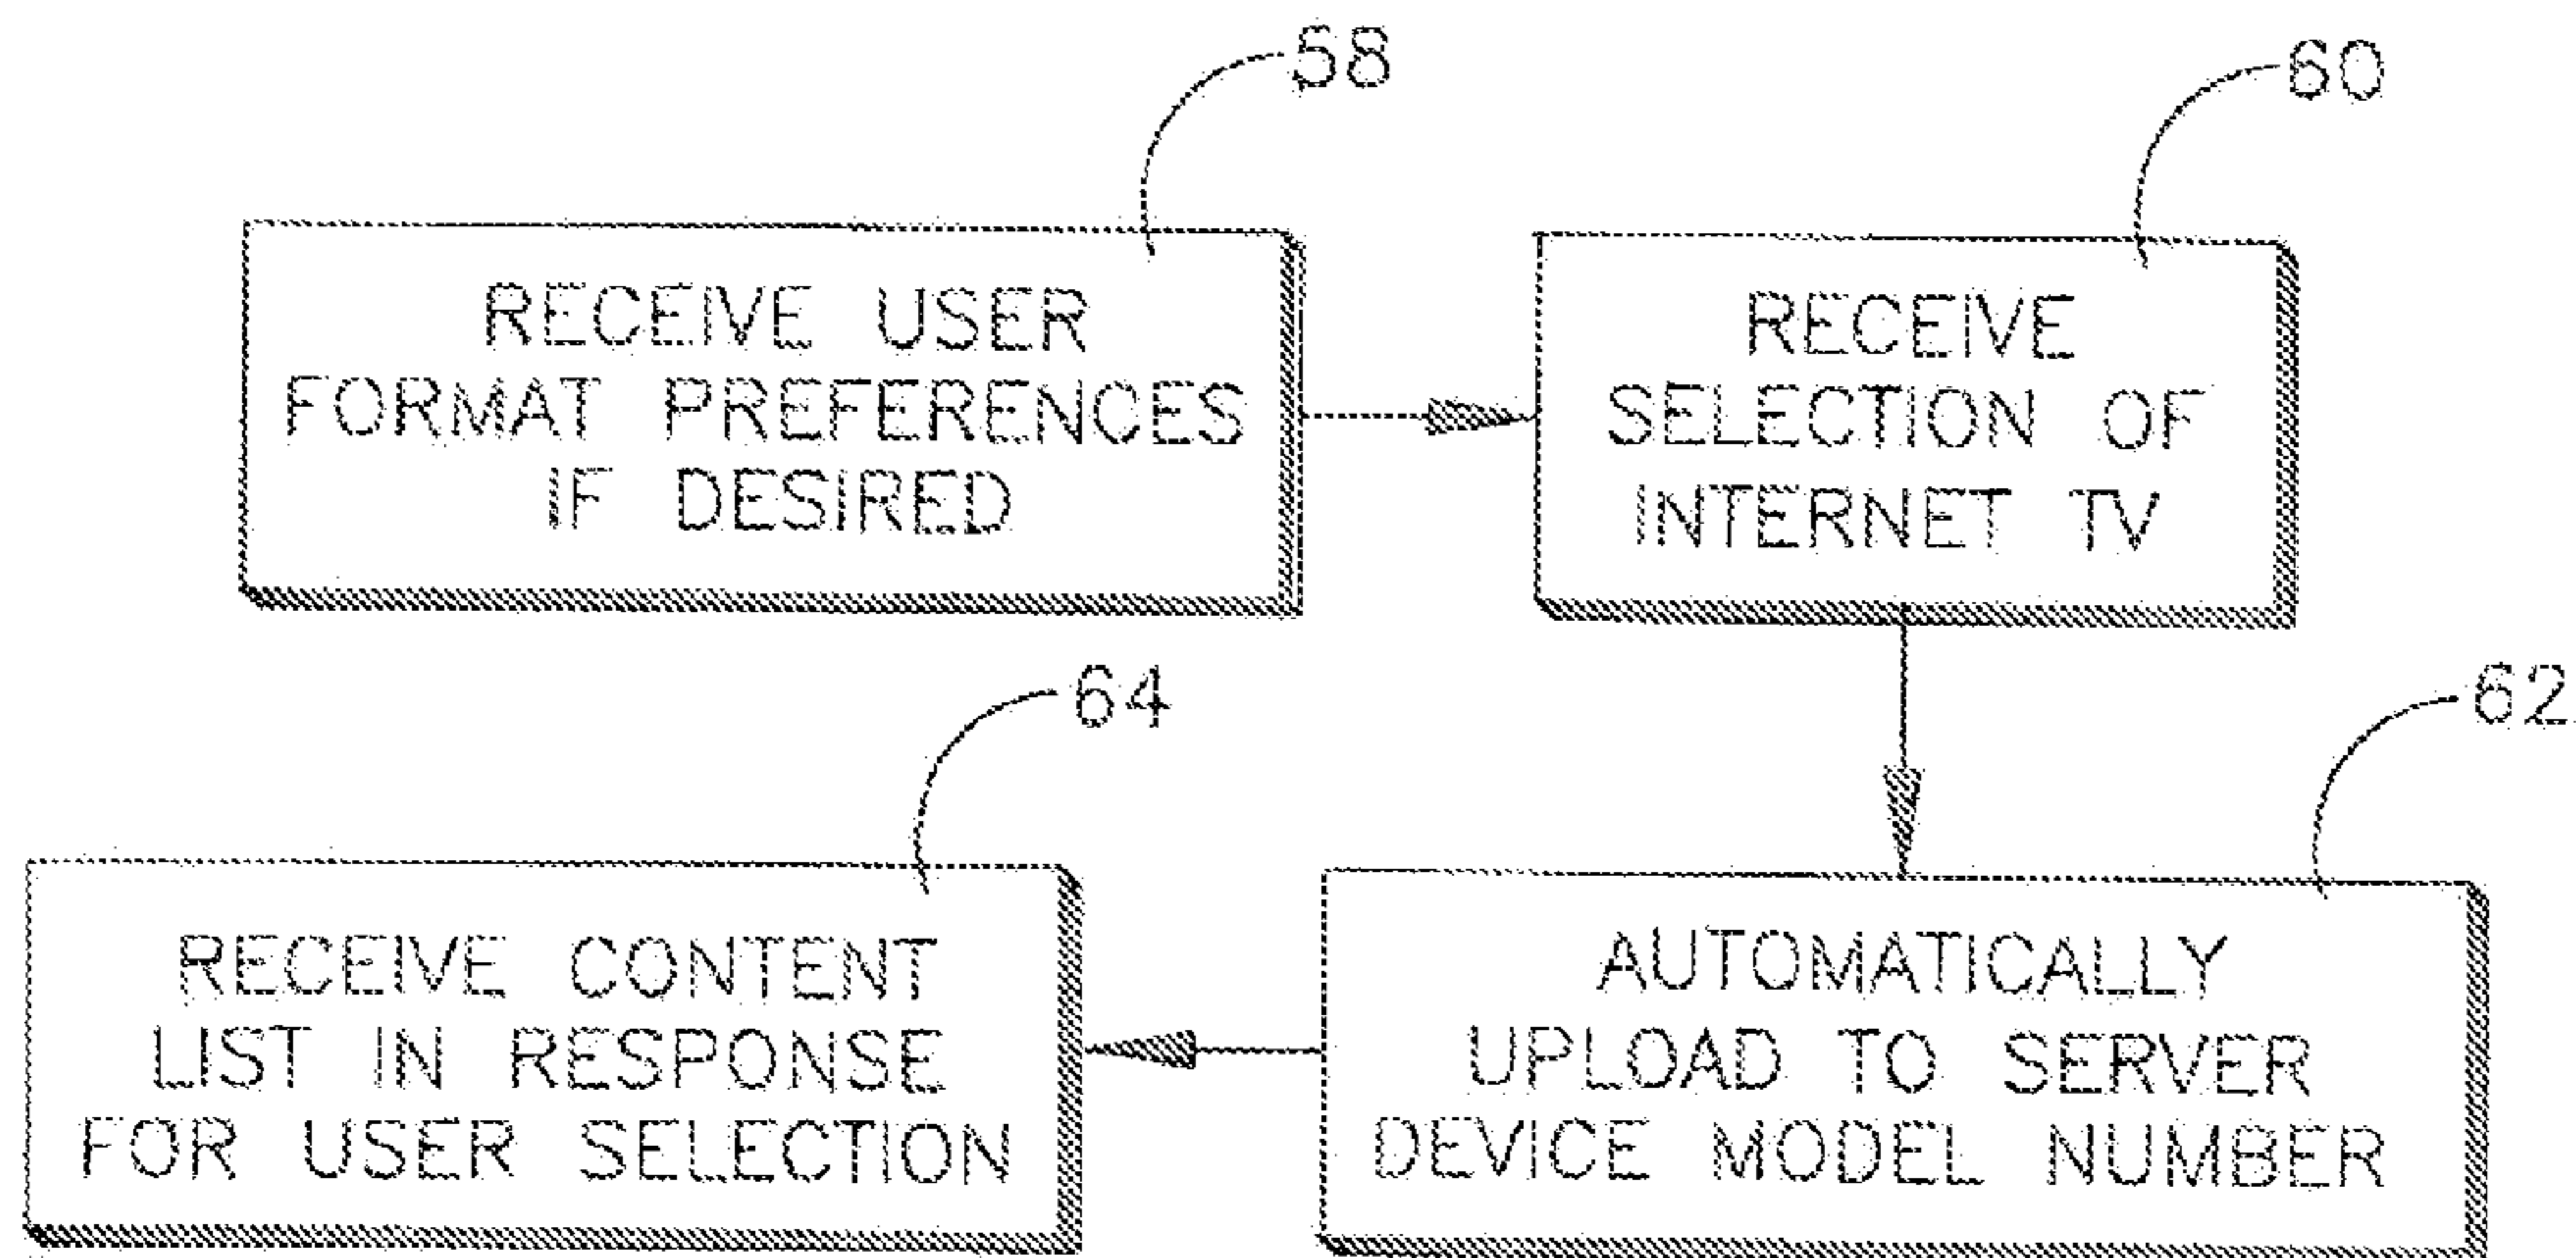 58
60
RECEIVE USER
FORMAT PREFERENCES
IF DESIRED
RECEIVE
SELECTION OF
INTERNET TV
64
62
RECEIVE CONTENT
LIST IN RESPONSE
FOR USER SELECTION
AUTOMATICALLY
UPLOAD TO SERVER
DEVICE MODEL NUMBER